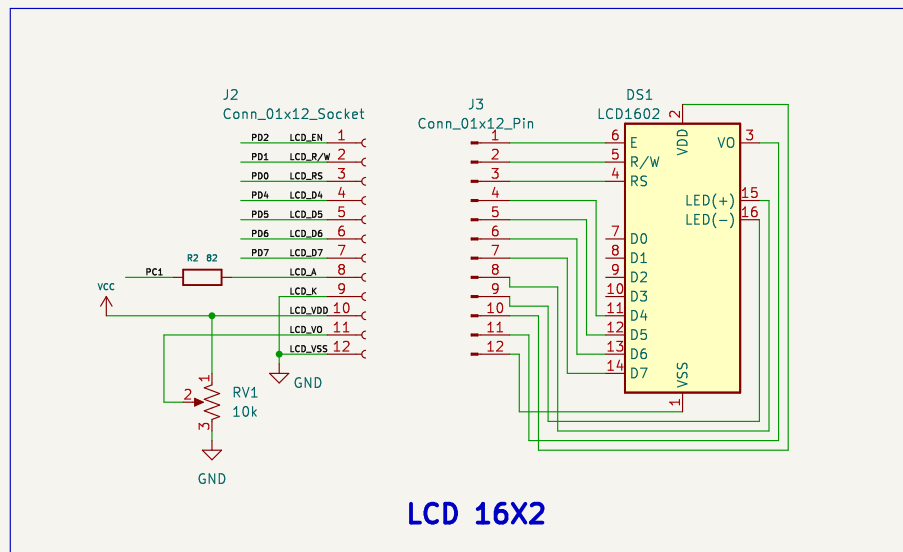 J2
Conn_01x12_Socket
PD2 LCD_EN 1
PD1 LCD_R/W 2
PD0 LCD_RS 3
PD4 LCD_D4 4
PD5 LCD_D5 5
PD6 LCD_D6 6
PD7 LCD_D7 7
R2 82
PC1 LCD_A 8
LCD_K 9
VCC
LCD_VDD 10
LCD_VO 11
LCD_VSS 12
GND
1
2
3
RV1
10k
GND
J3
Conn_01x12_Pin
1
2
3
4
5
6
7
8
9
10
11
12
DS1
LCD1602
2 VDD
6 E
5 R/W
4 RS
7 D0
8 D1
9 D2
10 D3
11 D4
12 D5
13 D6
14 D7
VO 3
LED(+) 15
LED(-) 16
VSS 1
LCD 16X2